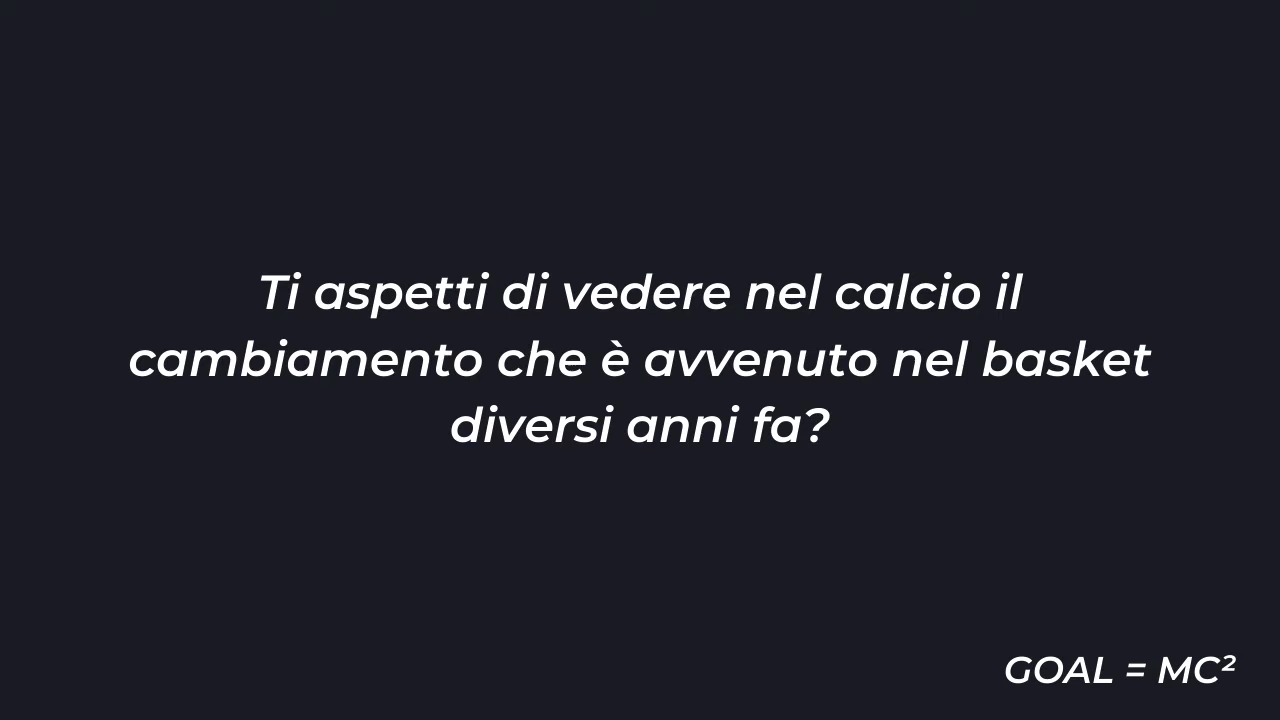 Ti aspetti di vedere nel calcio il
cambiamento che è avvenuto nel basket
diversi anni fa?
GOAL = MC²